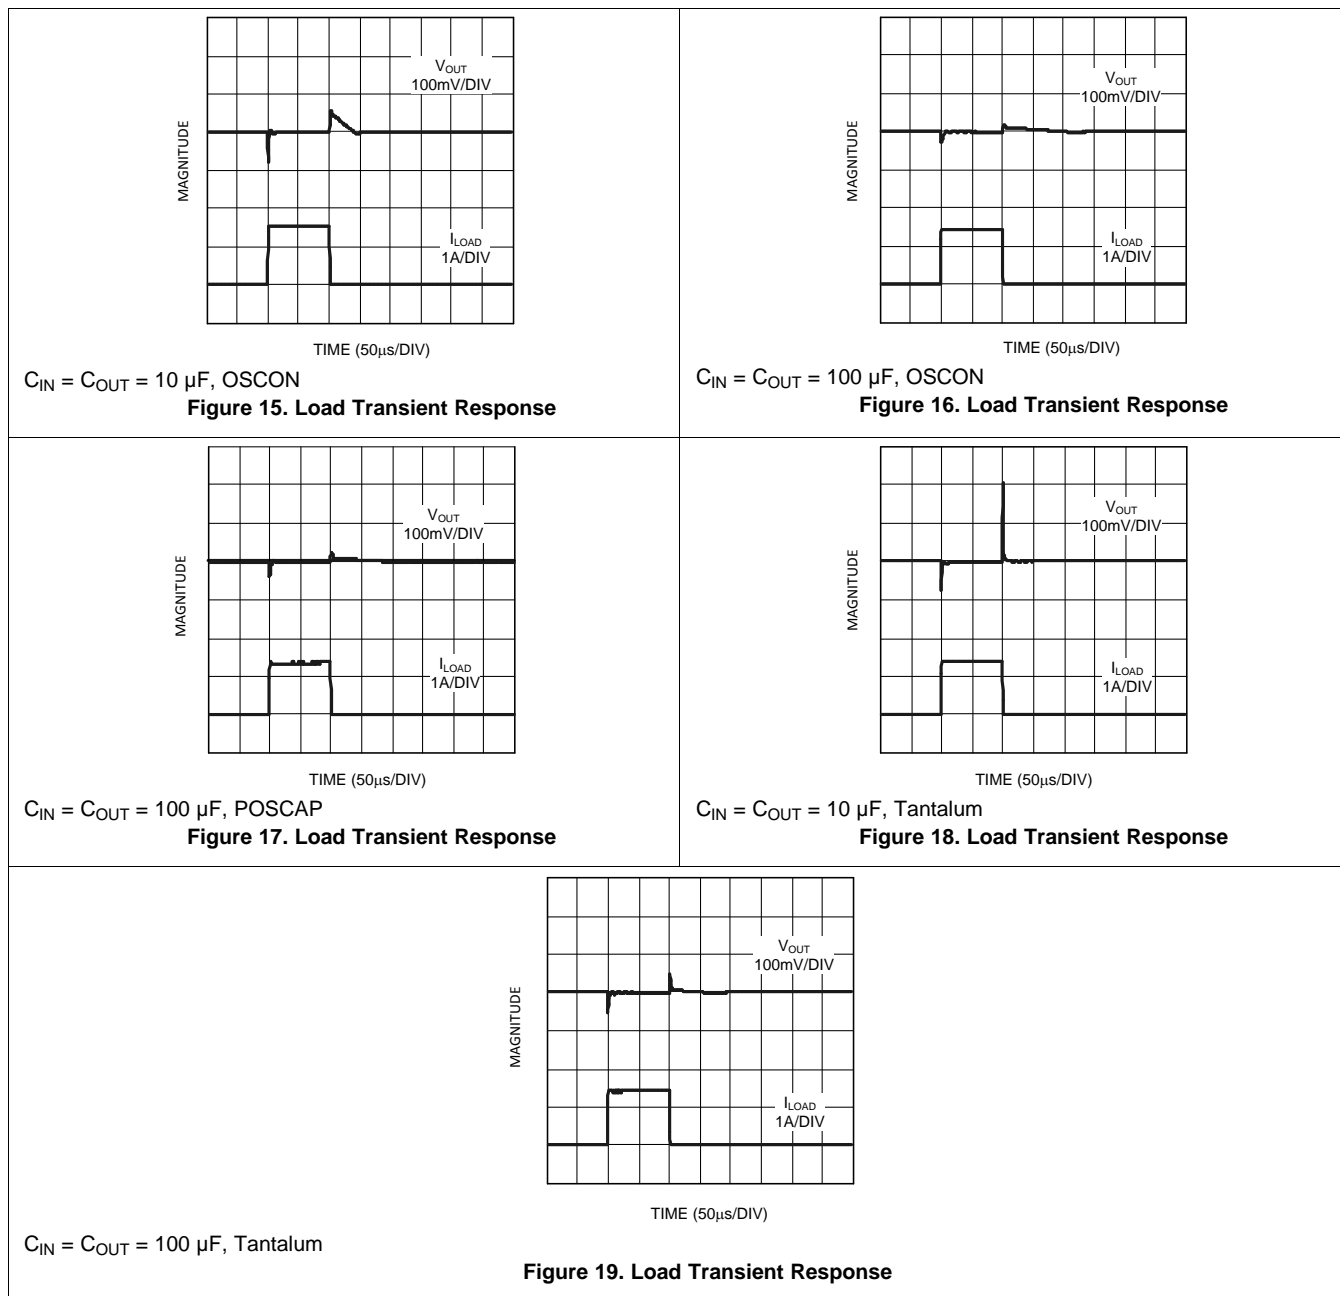 V_OUT
100mV/DIV
MAGNITUDE
I_LOAD
1A/DIV
TIME (50µs/DIV)
C_IN = C_OUT = 10 µF, OSCON
Figure 15. Load Transient Response
V_OUT
100mV/DIV
MAGNITUDE
I_LOAD
1A/DIV
TIME (50µs/DIV)
C_IN = C_OUT = 100 µF, OSCON
Figure 16. Load Transient Response
V_OUT
100mV/DIV
MAGNITUDE
I_LOAD
1A/DIV
TIME (50µs/DIV)
C_IN = C_OUT = 100 µF, POSCAP
Figure 17. Load Transient Response
V_OUT
100mV/DIV
MAGNITUDE
I_LOAD
1A/DIV
TIME (50µs/DIV)
C_IN = C_OUT = 10 µF, Tantalum
Figure 18. Load Transient Response
V_OUT
100mV/DIV
MAGNITUDE
I_LOAD
1A/DIV
TIME (50µs/DIV)
C_IN = C_OUT = 100 µF, Tantalum
Figure 19. Load Transient Response